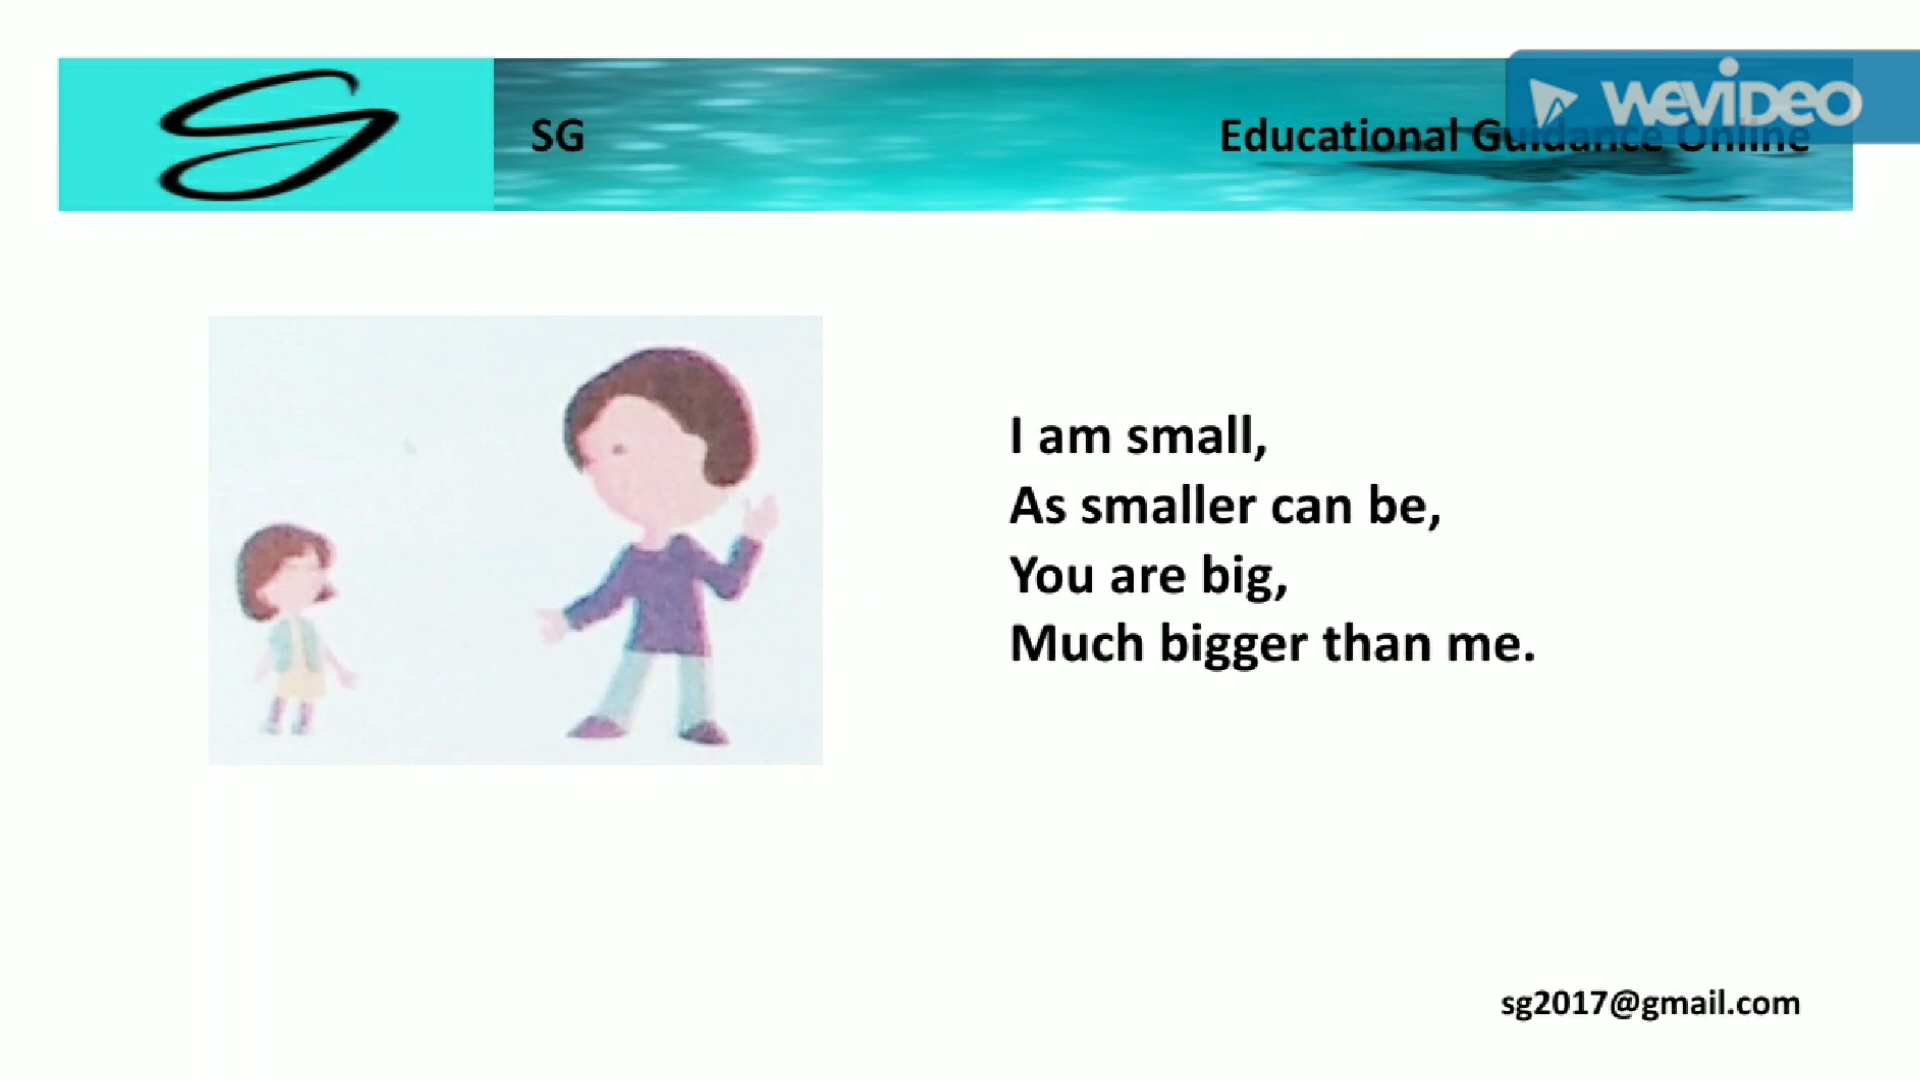 SG
Educational Guidance Online
WEVIDEO
I am small,
As smaller can be,
You are big,
Much bigger than me.
sg2017@gmail.com